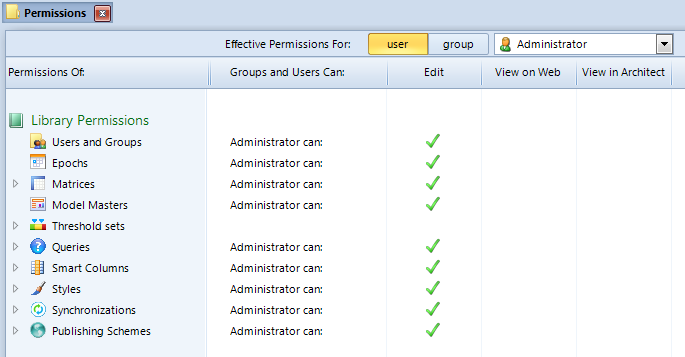 Permissions
Effective Permissions For: user group Administrator
Permissions Of: Groups and Users Can: Edit View on Web View in Architect
Library Permissions
Users and Groups Administrator can:
Epochs Administrator can:
Matrices Administrator can:
Model Masters Administrator can:
Threshold sets
Queries Administrator can:
Smart Columns Administrator can:
Styles Administrator can:
Synchronizations Administrator can:
Publishing Schemes Administrator can: